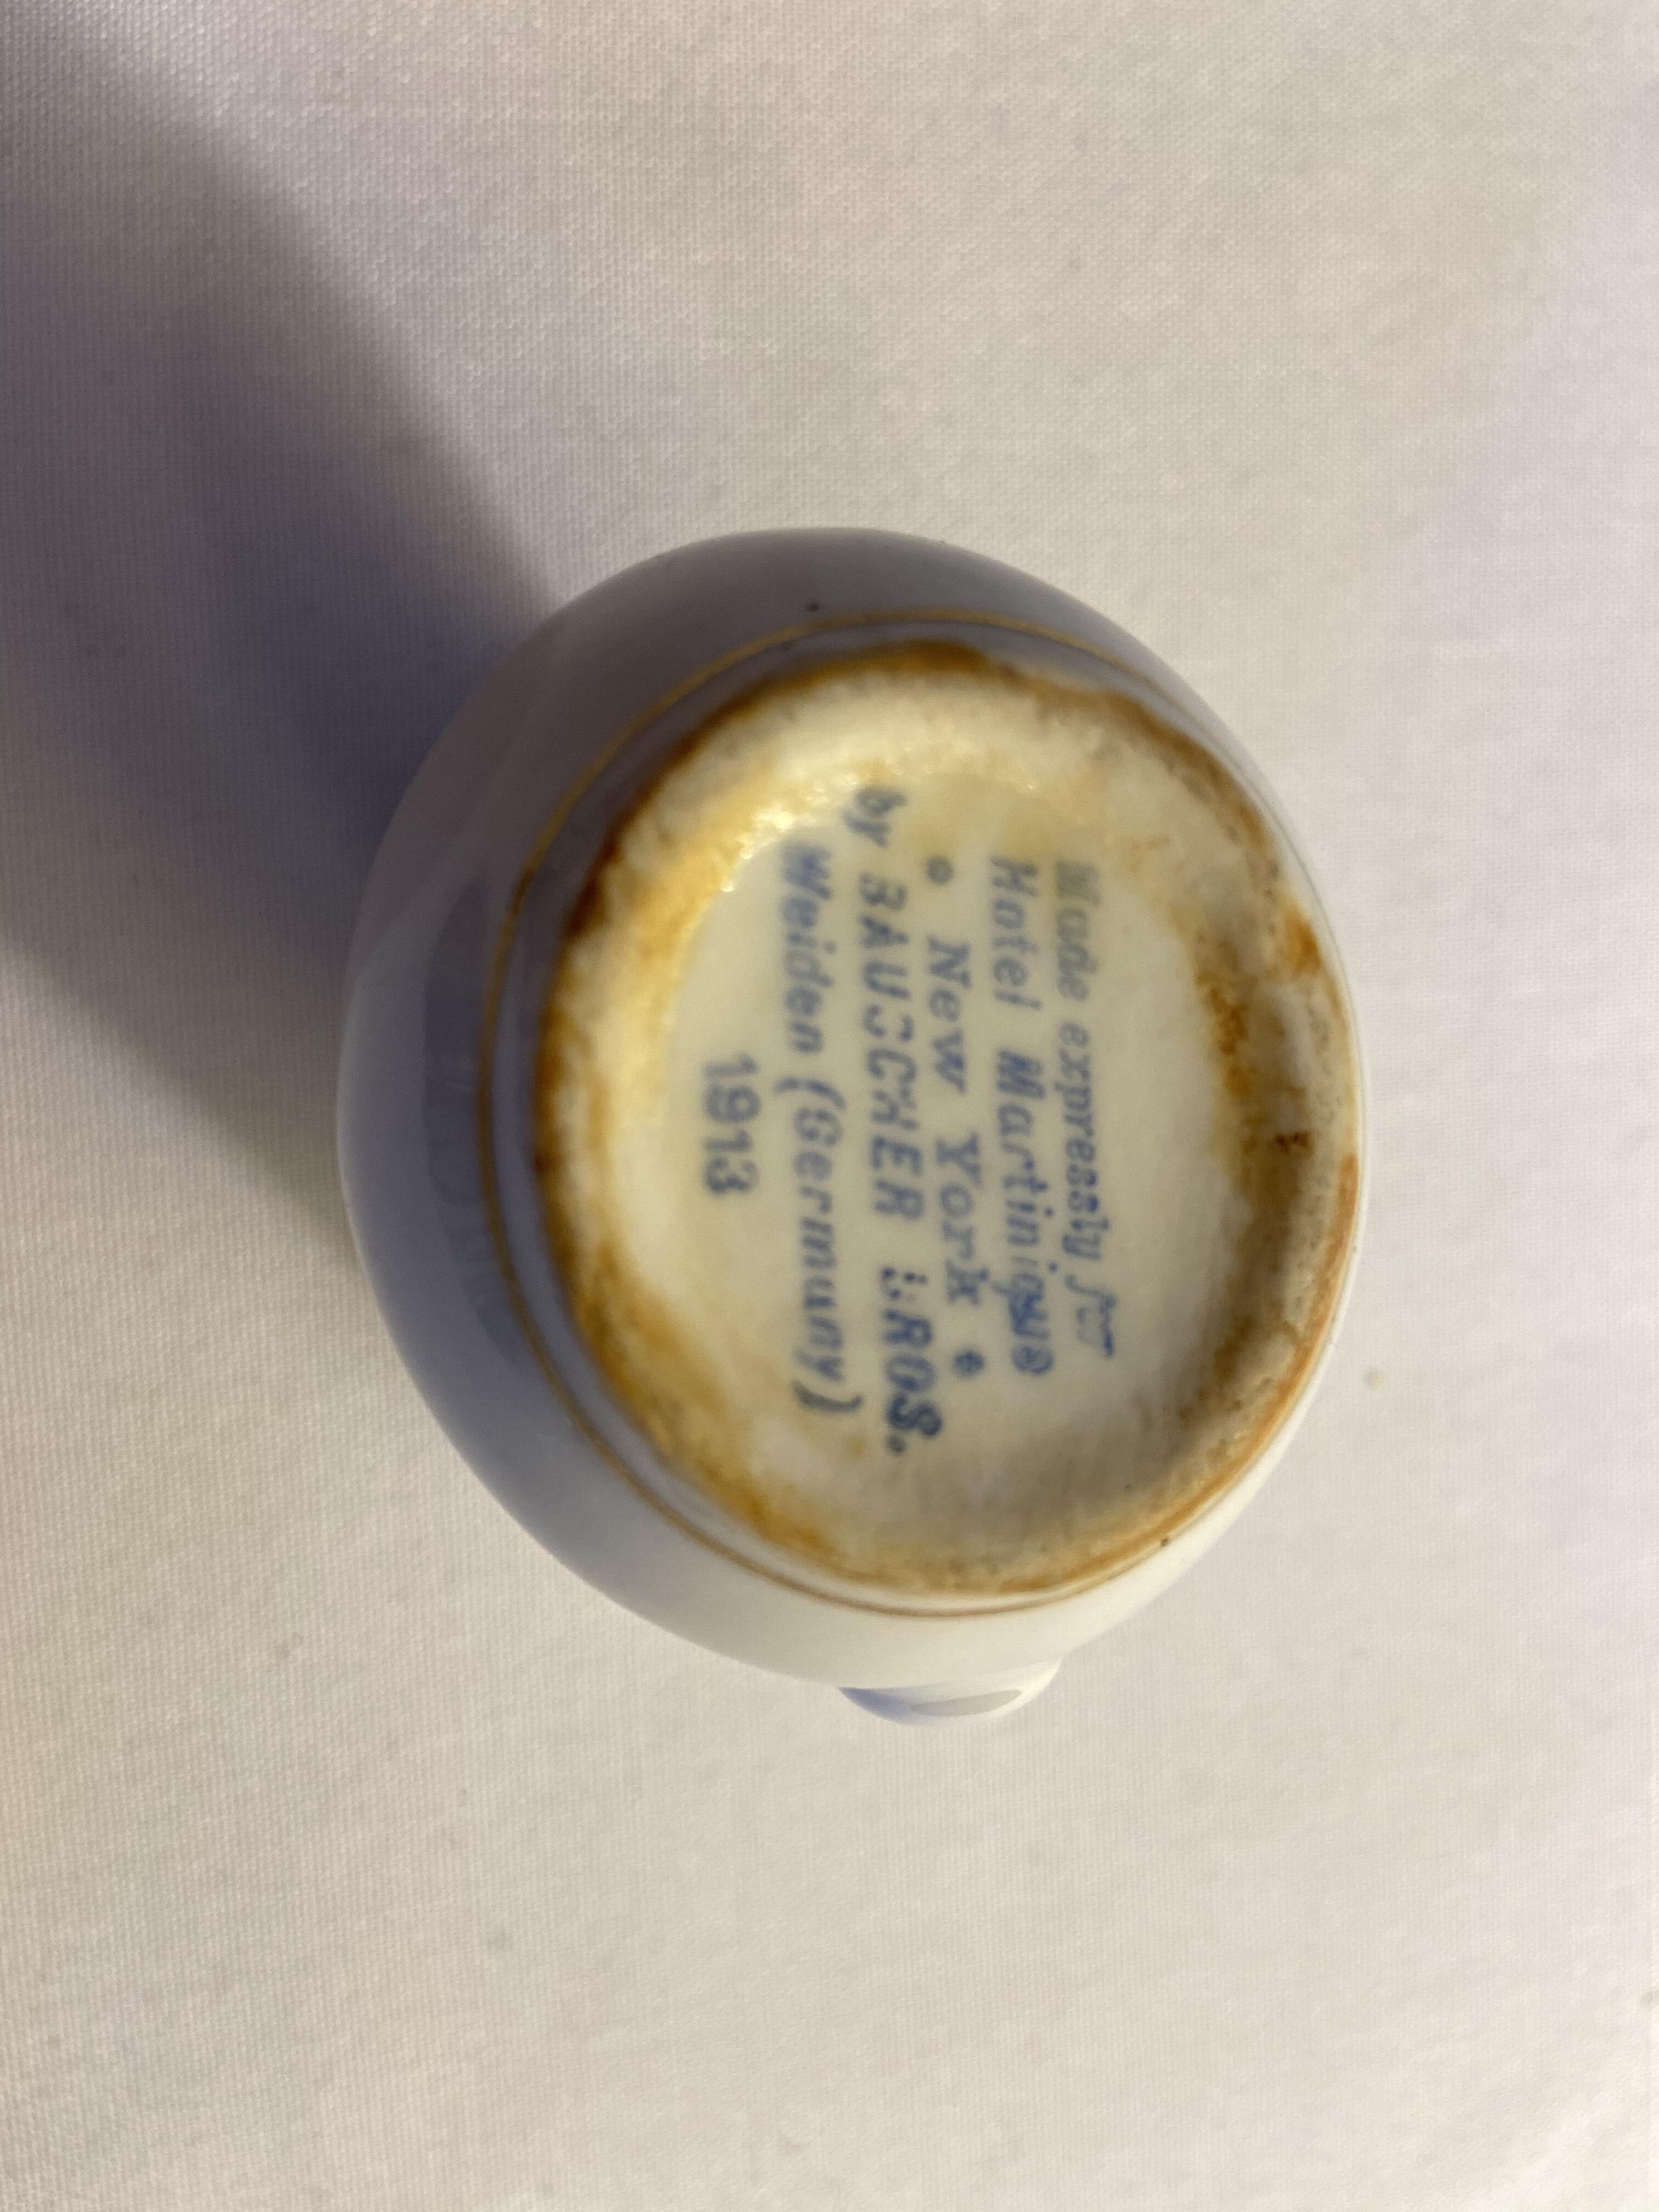 Made expressly for
Hotel Martinique
* New York *
by BAUSCHER BROS.
Weiden (Germany)
1913